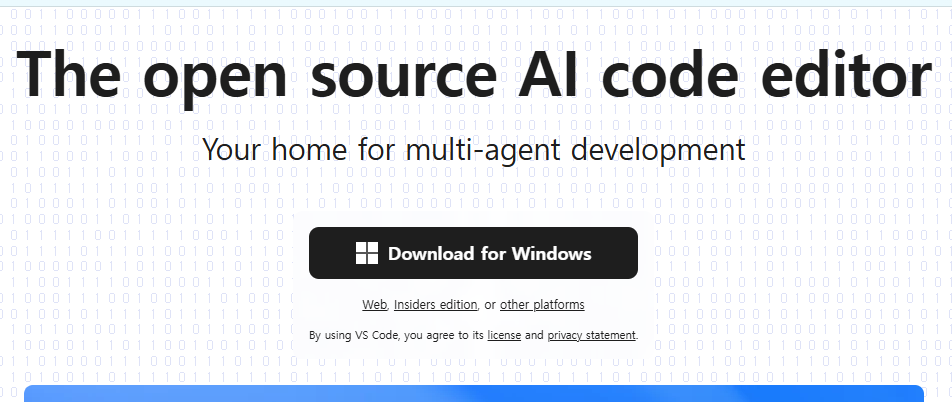 The open source AI code editor
Your home for multi-agent development
Download for Windows
Web, Insiders edition, or other platforms
By using VS Code, you agree to its license and privacy statement.